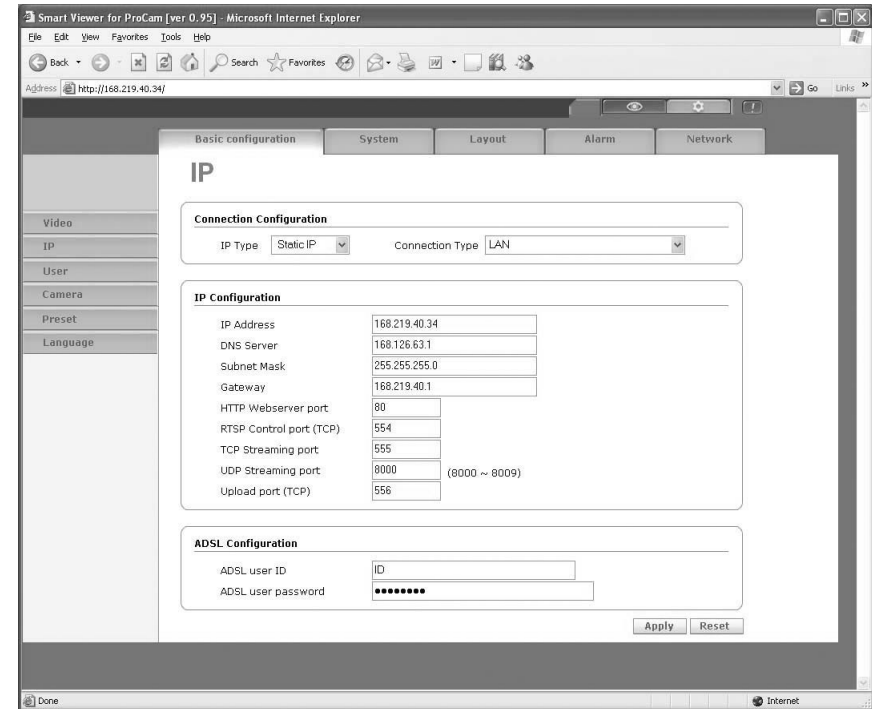 Smart Viewer for ProCam [ver 0.95] - Microsoft Internet Explorer
File Edit View Favorites Tools Help
Back Search Favorites
Address http://168.219.40.34/ Go Links »
Basic configuration System Layout Alarm Network
IP
Video
IP
User
Camera
Preset
Language
Connection Configuration
IP Type Static IP Connection Type LAN
IP Configuration
IP Address 168.219.40.34
DNS Server 168.126.63.1
Subnet Mask 255.255.255.0
Gateway 168.219.40.1
HTTP Webserver port 80
RTSP Control port (TCP) 554
TCP Streaming port 555
UDP Streaming port 8000 (8000 ~ 8009)
Upload port (TCP) 556
ADSL Configuration
ADSL user ID ID
ADSL user password ●●●●●●●●
Apply Reset
Done Internet